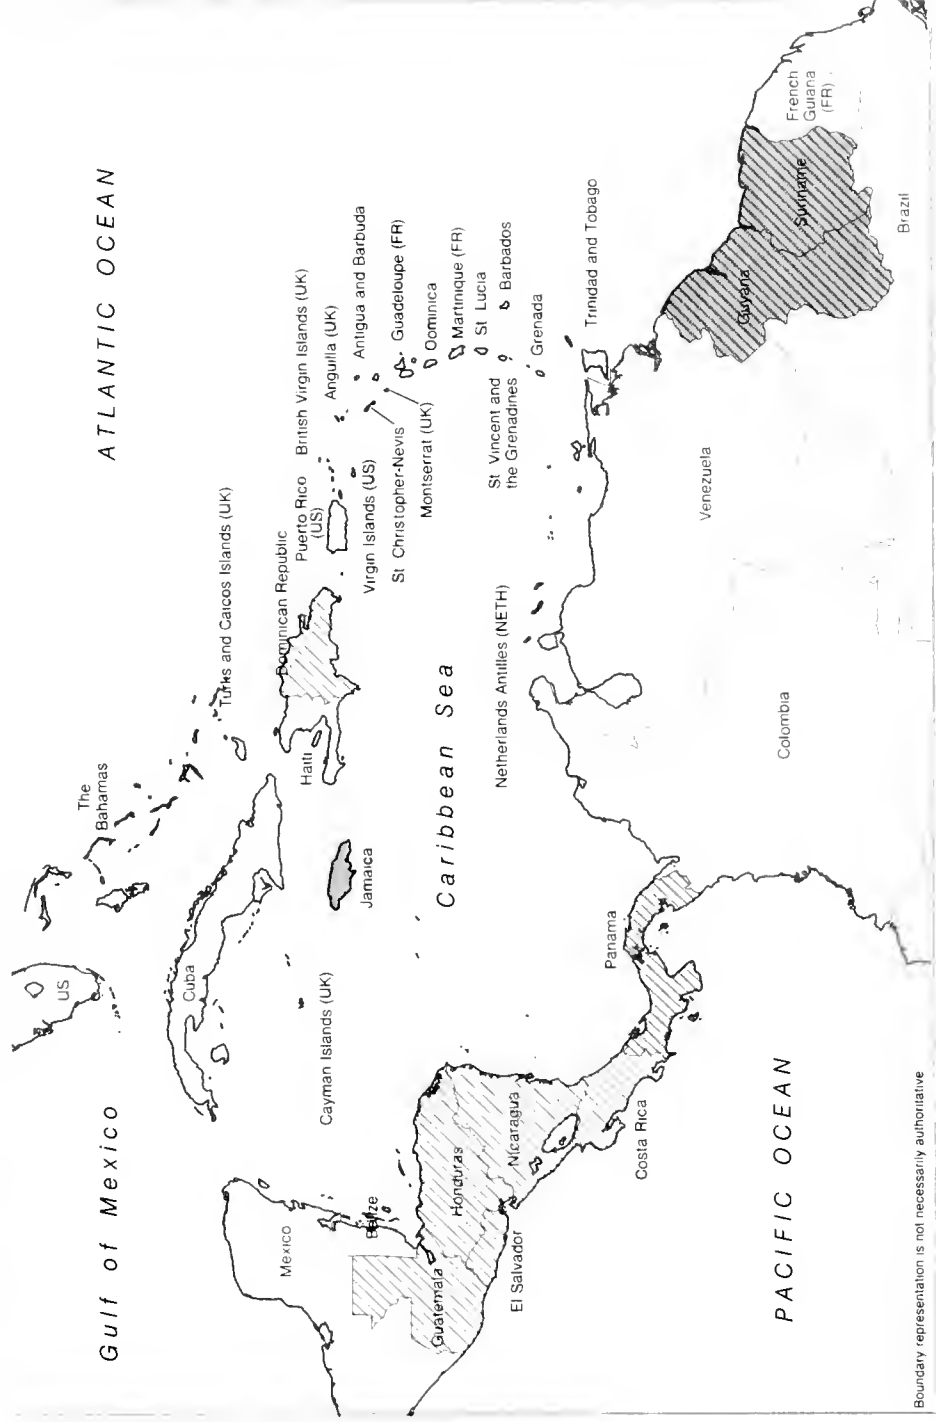 Gulf of Mexico
ATLANTIC OCEAN
US
The
Bahamas
Cuba
Turks and Caicos Islands (UK)
Mexico
Cayman Islands (UK)
Jamaica
Haiti
Dominican Republic
Puerto Rico
(US)
British Virgin Islands (UK)
Anguilla (UK)
Virgin Islands (US)
Antigua and Barbuda
St Christopher-Nevis
Guadeloupe (FR)
Montserrat (UK)
Dominica
Martinique (FR)
St Lucia
Barbados
St Vincent and
the Grenadines
Grenada
Belize
Guatemala
Honduras
Caribbean Sea
El Salvador
Nicaragua
Netherlands Antilles (NETH)
Trinidad and Tobago
Costa Rica
Panama
Venezuela
Guyana
Suriname
French
Guiana
(FR)
PACIFIC OCEAN
Colombia
Brazil
Boundary representation is not necessarily authoritative